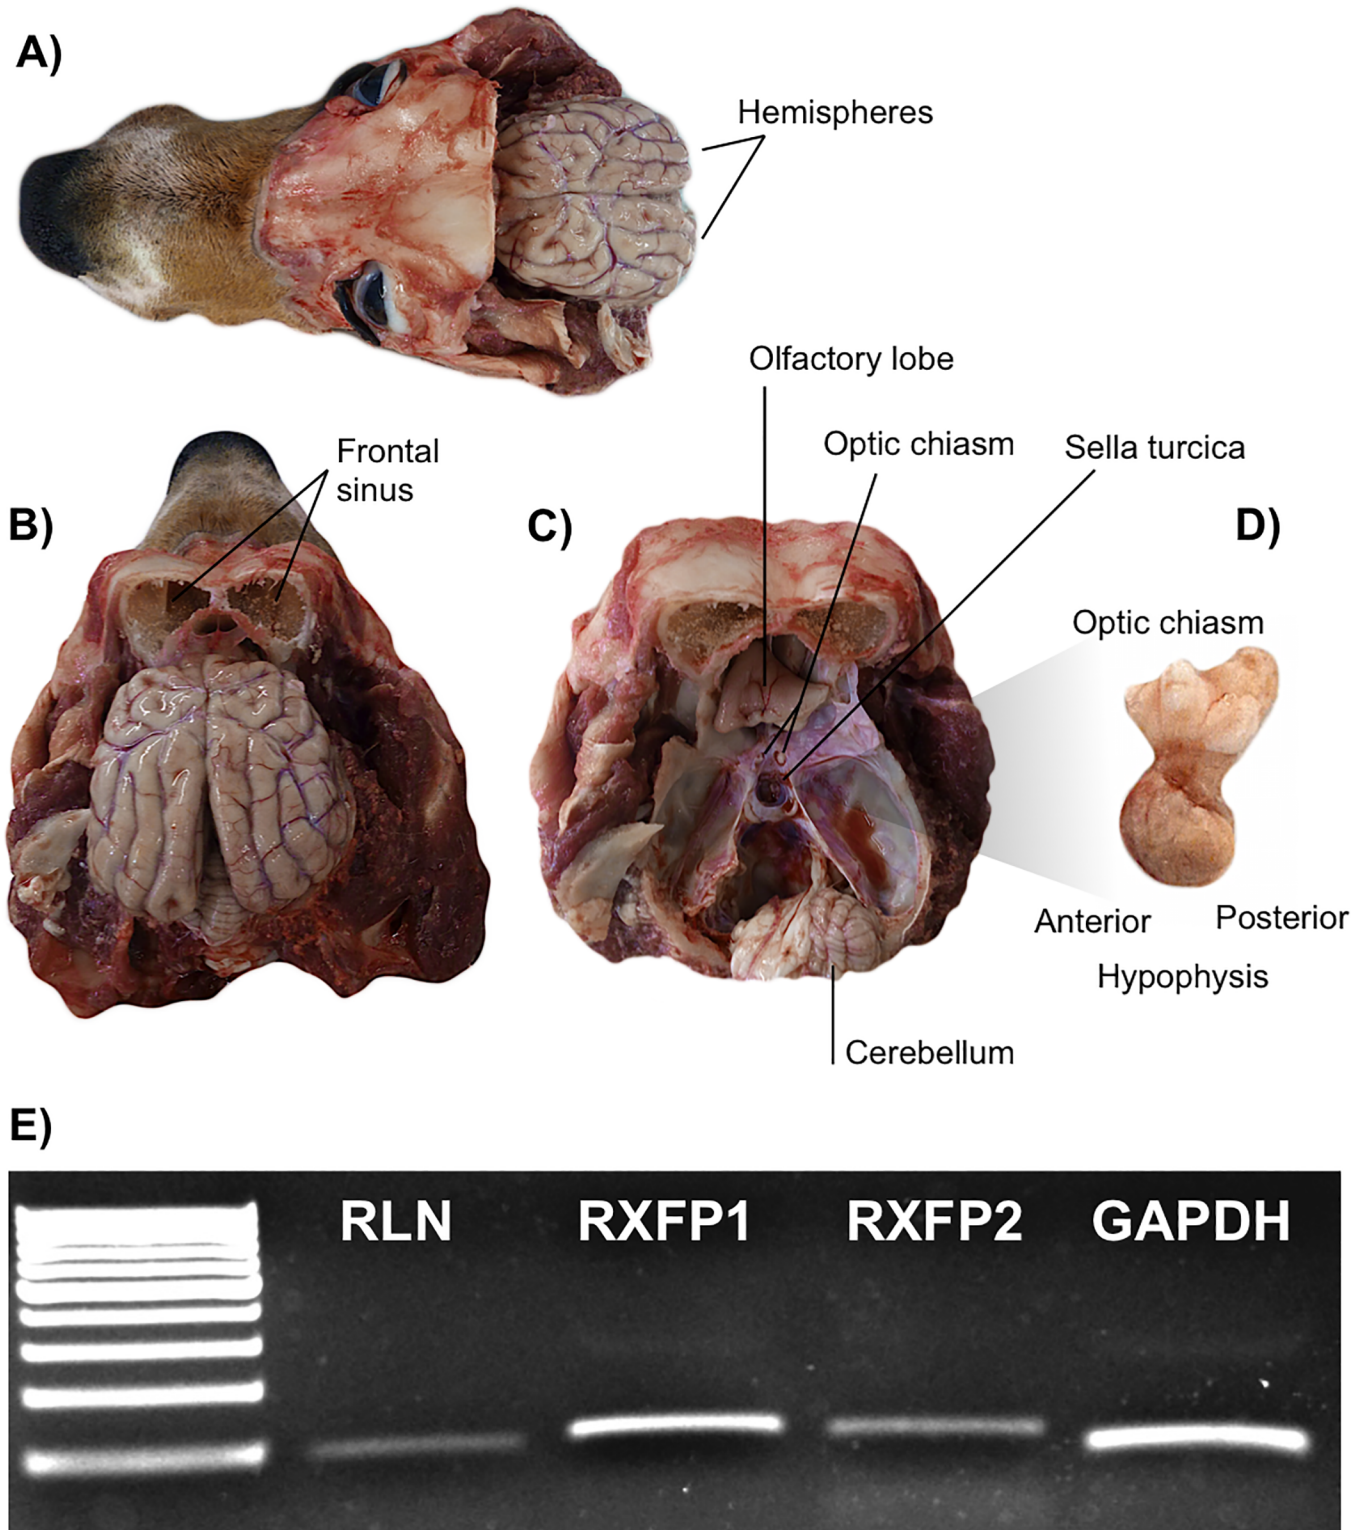 A)
Hemispheres
Olfactory lobe
Frontal
sinus
Optic chiasm
Sella turcica
B)
C)
D)
Optic chiasm
Anterior
Posterior
Hypophysis
Cerebellum
E)
RLN
RXFP1
RXFP2
GAPDH